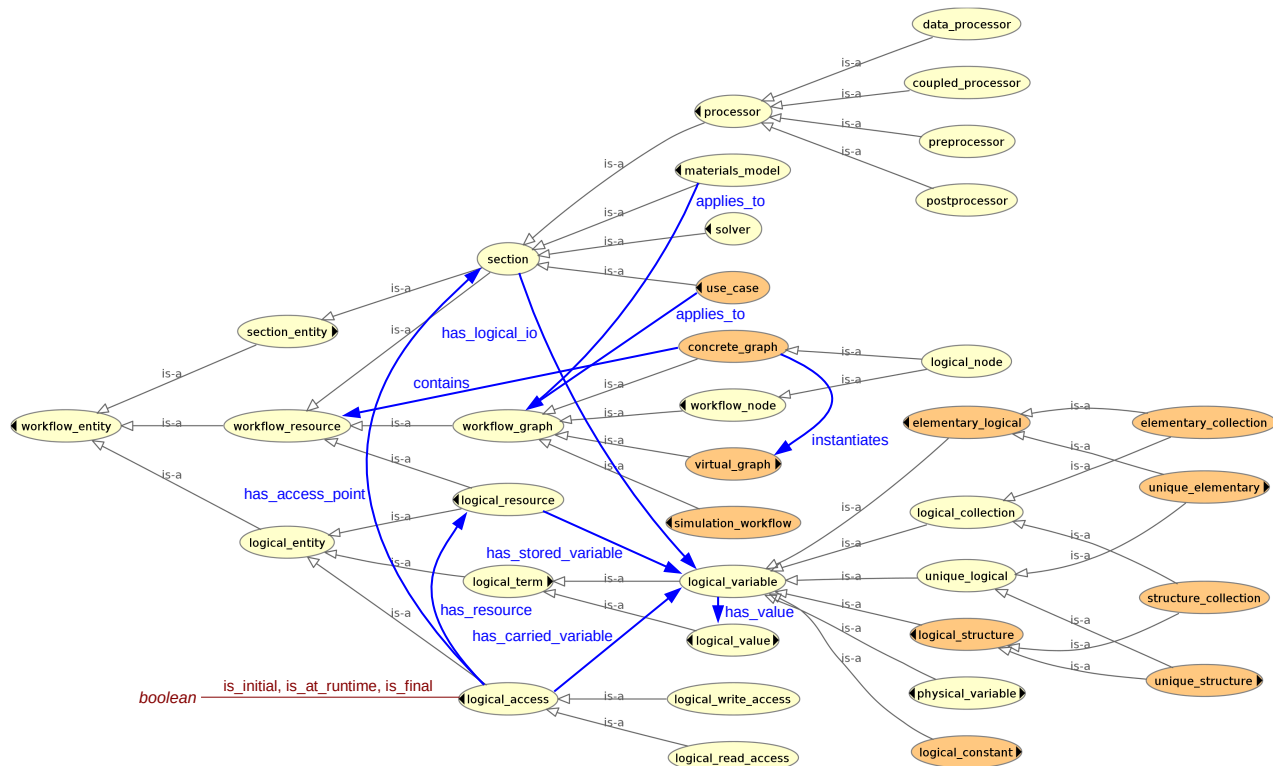 data_processor
is-a
coupled_processor
is-a
processor
is-a
preprocessor
is-a
is-a
materials_model
postprocessor
applies_to
is-a
solver
is-a
section
is-a
use_case
is-a
applies_to
section_entity
is-a
has_logical_io
concrete_graph
is-a
logical_node
is-a
contains
is-a
is-a
workflow_node
elementary_logical
is-a
elementary_collection
workflow_entity
is-a
workflow_resource
is-a
workflow_graph
is-a
instantiates
is-a
is-a
is-a
virtual_graph
is-a
is-a
is-a
unique_elementary
has_access_point
logical_resource
is-a
logical_collection
simulation_workflow
is-a
logical_entity
is-a
is-a
has_stored_variable
is-a
is-a
logical_term
is-a
logical_variable
is-a
unique_logical
structure_collection
has_resource
is-a
has_value
is-a
is-a
is-a
has_carried_variable
logical_value
is-a
logical_structure
is-a
is-a
is-a
unique_structure
is_initial, is_at_runtime, is_final
boolean
logical_access
is-a
logical_write_access
physical_variable
is-a
logical_read_access
logical_constant